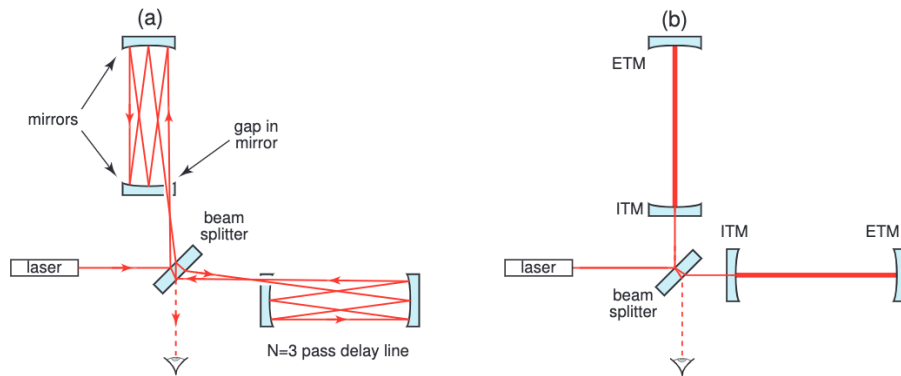 (a)
mirrors
gap in
mirror
beam
splitter
laser
N=3 pass delay line
(b)
ETM
ITM
ITM
ETM
laser
beam
splitter